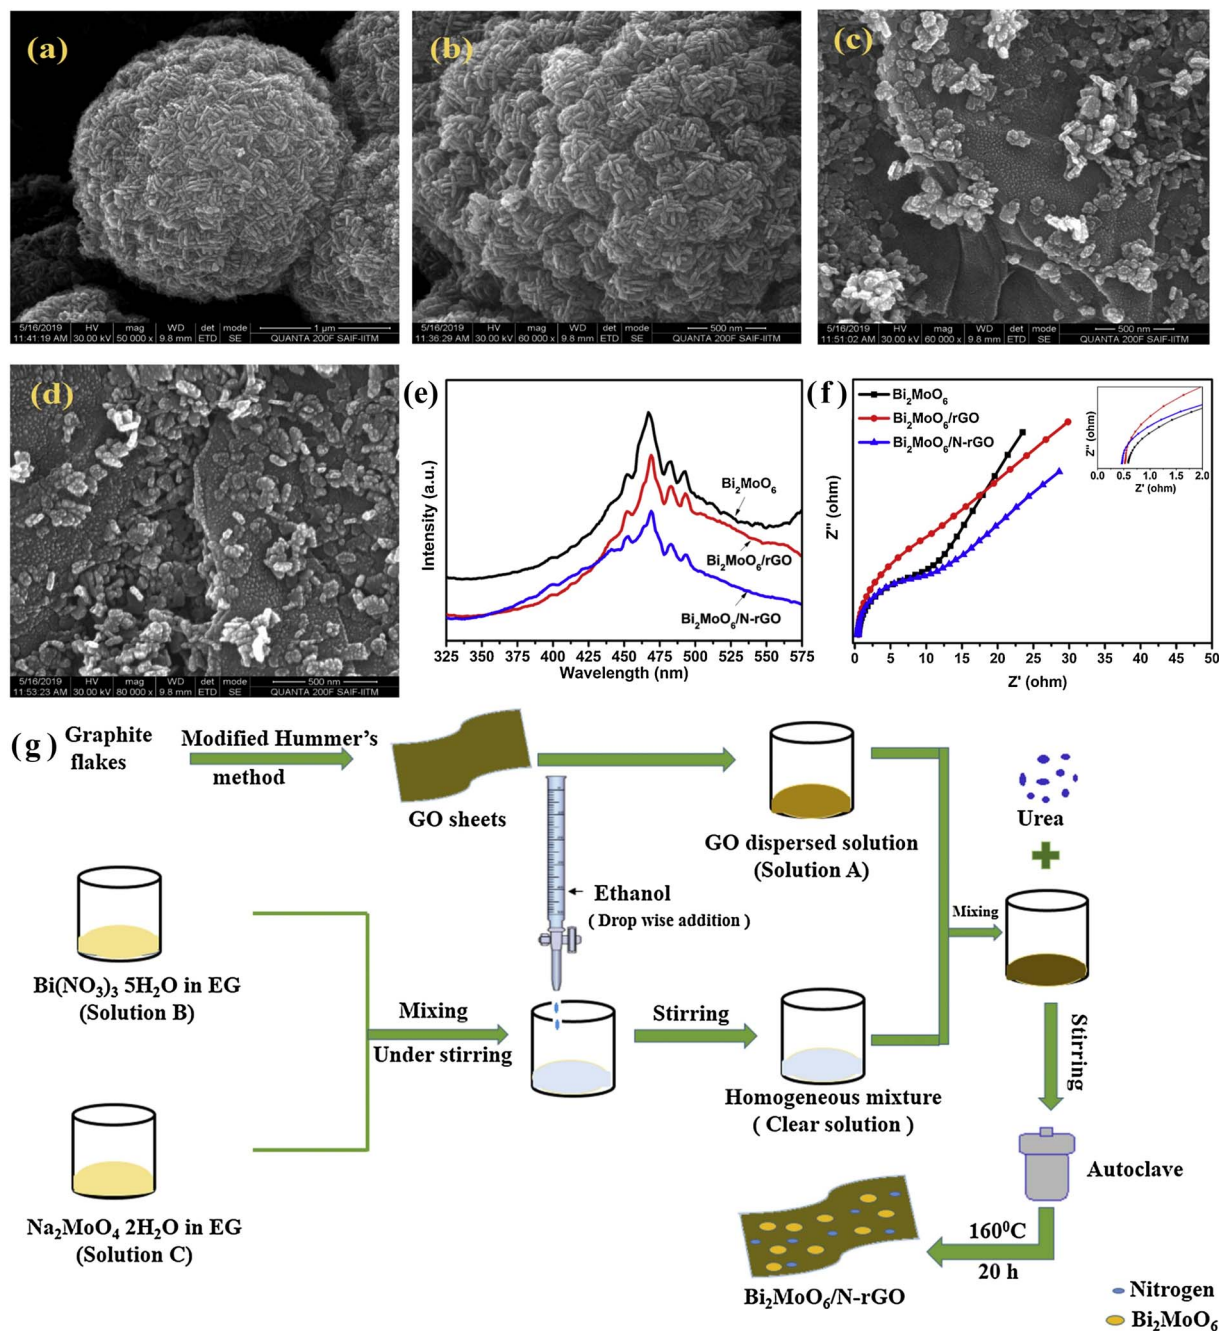 (a)
5/16/2019 HV mag WD det mode 1 µm
11:41:19 AM 30.00 kV 50 000 x 9.8 mm ETD SE QUANTA 200F SAIF-IITM
(b)
5/16/2019 HV mag WD det mode 500 nm
11:36:29 AM 30.00 kV 60 000 x 9.8 mm ETD SE QUANTA 200F SAIF-IITM
(c)
5/16/2019 HV mag WD det mode 500 nm
11:51:02 AM 30.00 kV 60 000 x 9.8 mm ETD SE QUANTA 200F SAIF-IITM
(d)
5/16/2019 HV mag WD det mode 500 nm
11:53:23 AM 30.00 kV 80 000 x 9.8 mm ETD SE QUANTA 200F SAIF-IITM
(e)
Intensity (a.u.)
Bi₂MoO₆
Bi₂MoO₆/rGO
Bi₂MoO₆/N-rGO
325 350 375 400 425 450 475 500 525 550 575
Wavelength (nm)
(f)
Z'' (ohm)
Bi₂MoO₆
Bi₂MoO₆/rGO
Bi₂MoO₆/N-rGO
Z'' (ohm)
0.0 0.5 1.0 1.5 2.0
Z' (ohm)
0 5 10 15 20 25 30 35 40 45 50
Z' (ohm)
(g)
Graphite
flakes
Modified Hummer's
method
GO sheets
GO dispersed solution
(Solution A)
Urea
Ethanol
( Drop wise addition )
Mixing
Bi(NO₃)₃ 5H₂O in EG
(Solution B)
Mixing
Under stirring
Stirring
Homogeneous mixture
( Clear solution )
Stirring
Na₂MoO₄ 2H₂O in EG
(Solution C)
Autoclave
160⁰C
20 h
Bi₂MoO₆/N-rGO
Nitrogen
Bi₂MoO₆